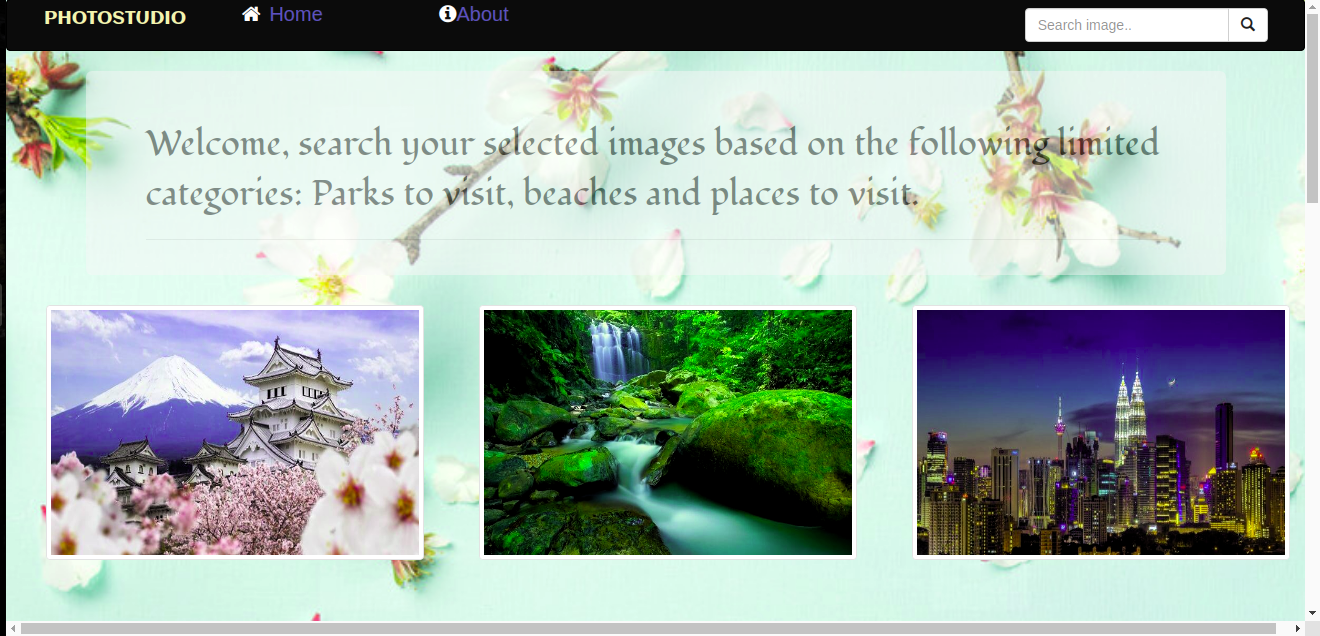 PHOTOSTUDIO
Home
About
Search image..
Welcome, search your selected images based on the following limited
categories: Parks to visit, beaches and places to visit.